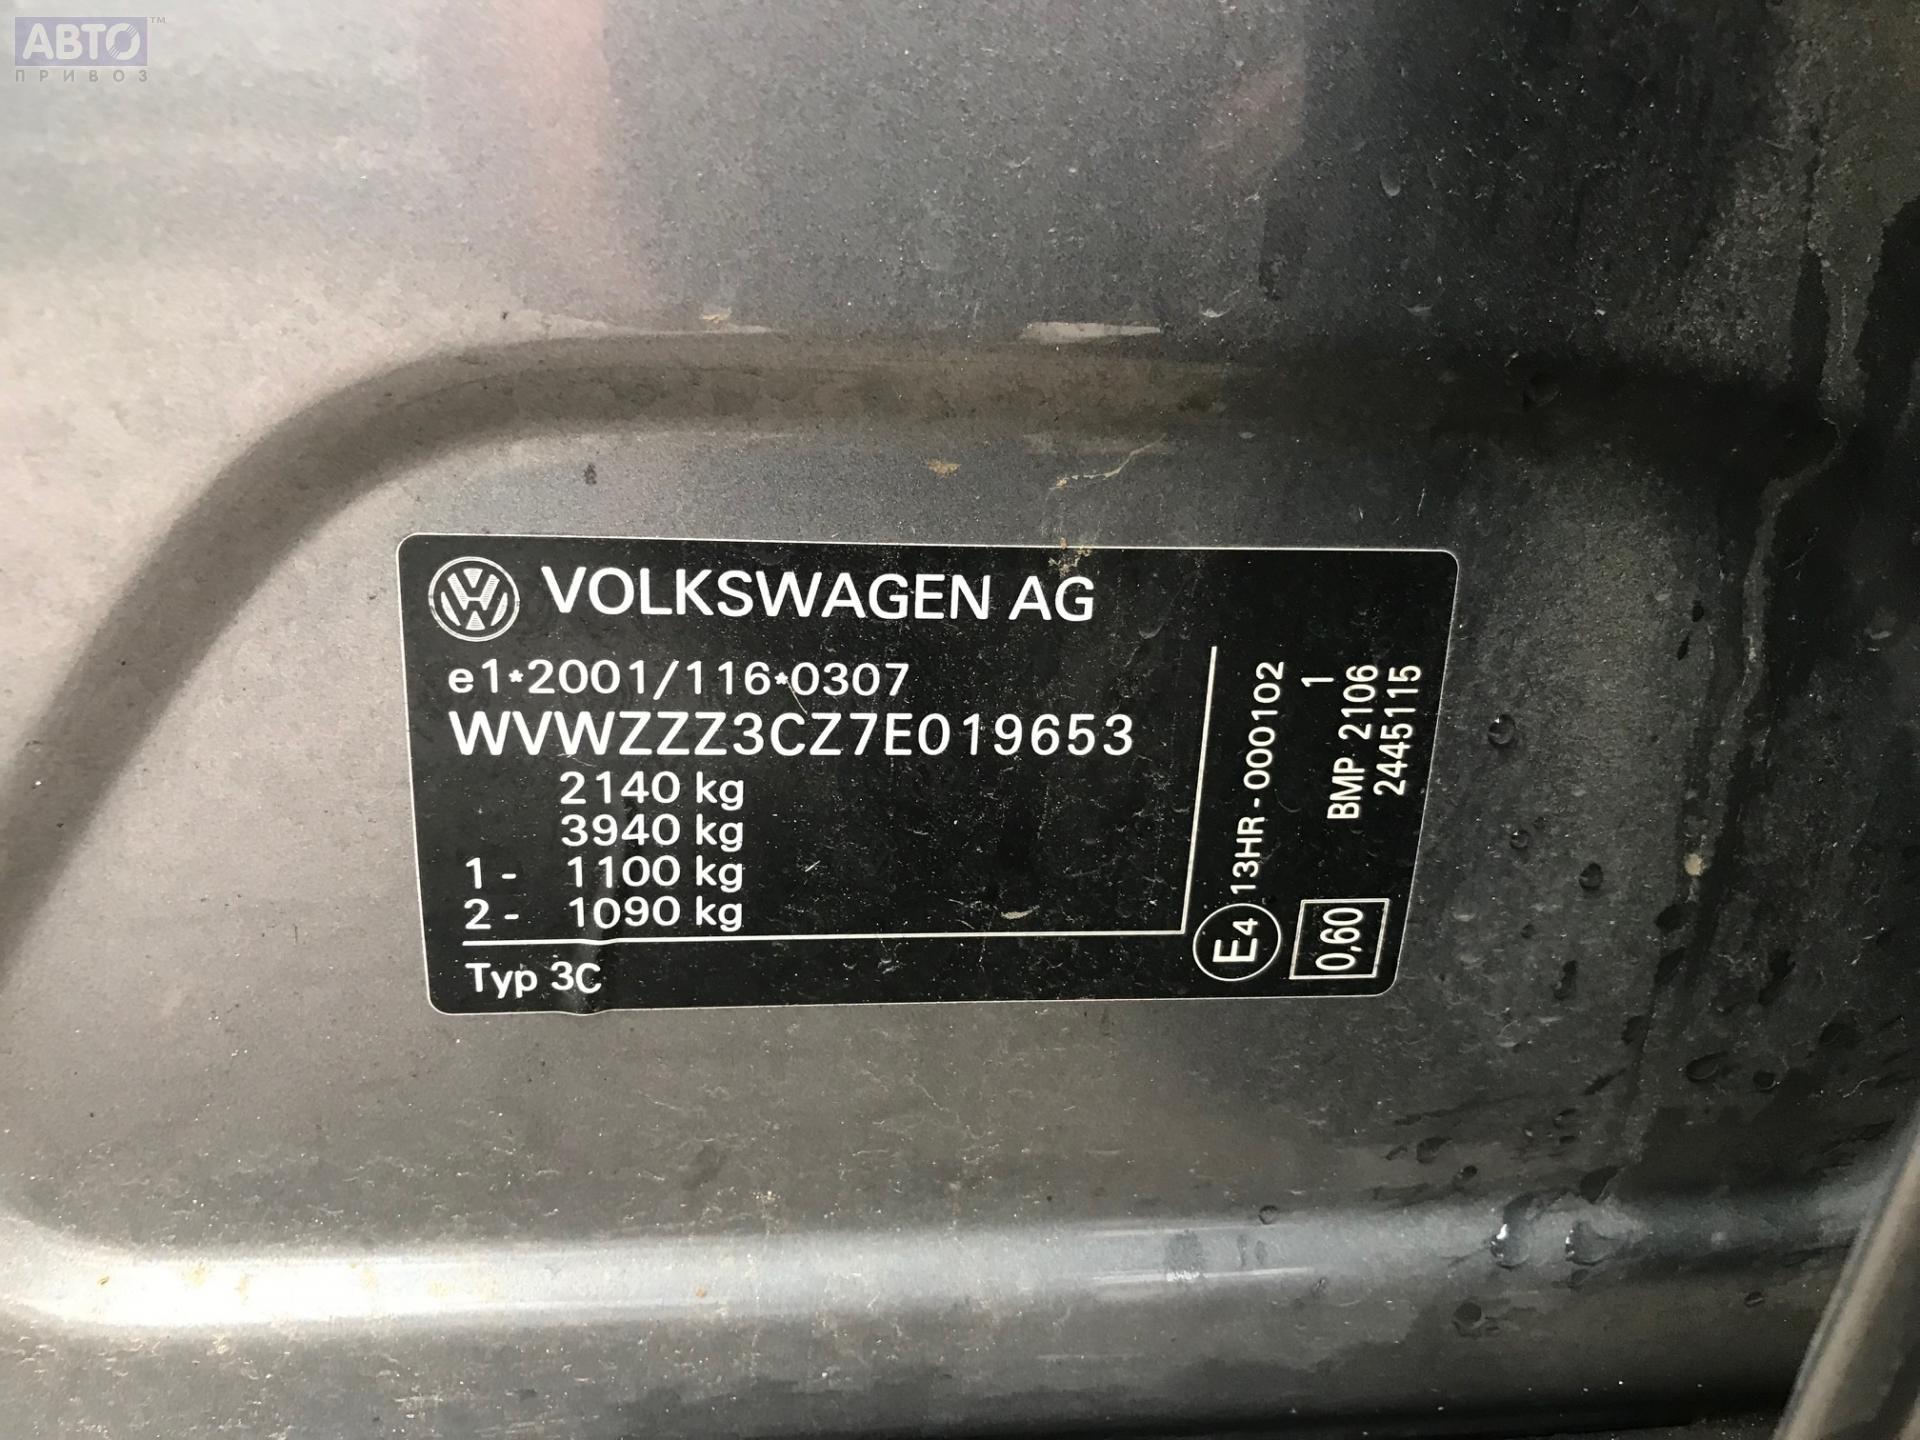 АВТО™
ПРИВОЗ
VOLKSWAGEN AG
e1*2001/116*0307
WVWZZZ3CZ7E019653
2140 kg
3940 kg
1- 1100 kg
2- 1090 kg
Typ 3C
E4 13HR-000102
1
BMP 2106
2445115
0,60